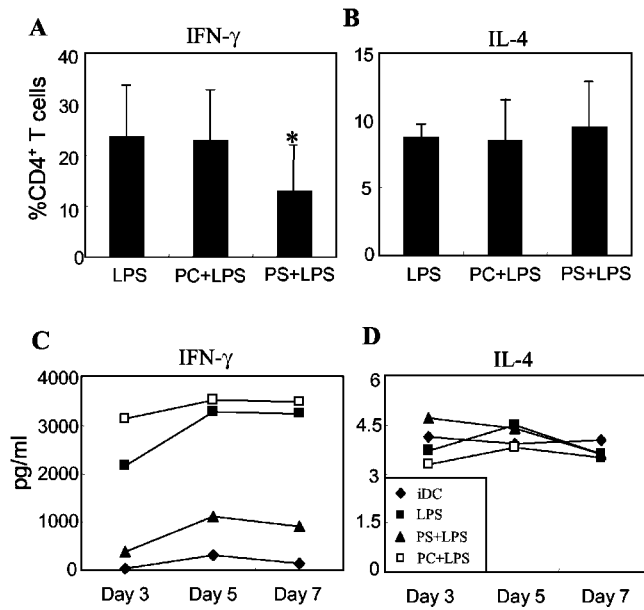 A
IFN-γ
%CD4⁺ T cells
40
30
20
10
0
*
LPS
PC+LPS
PS+LPS
B
IL-4
15
10
5
0
LPS
PC+LPS
PS+LPS
C
IFN-γ
pg/ml
4000
3000
2000
1000
0
Day 3
Day 5
Day 7
D
IL-4
6
4.5
3
1.5
0
iDC
LPS
PS+LPS
PC+LPS
Day 3
Day 5
Day 7